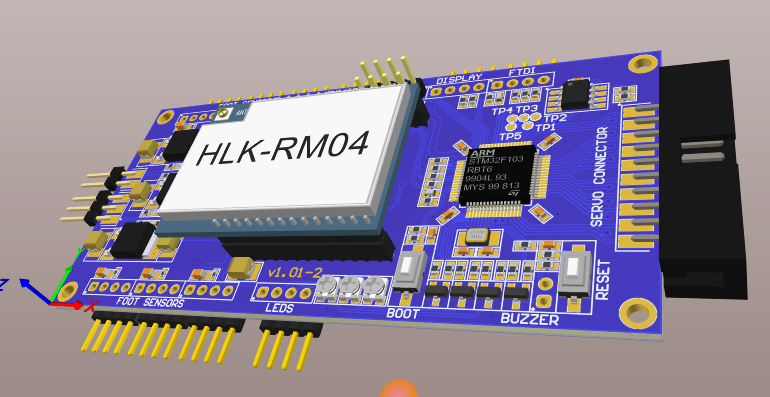 DISPLAY
FTDI
ANT
HLK-RM04
TP4 TP3
TP2
TP1
TP5
ARM
STM32F103
RBT6
9904L 93
MYS 99 813
SERVO CONNECTOR
v1.01-2
FOOT SENSORS
LEDS
BOOT
BUZZER
RESET
Z
Y
X